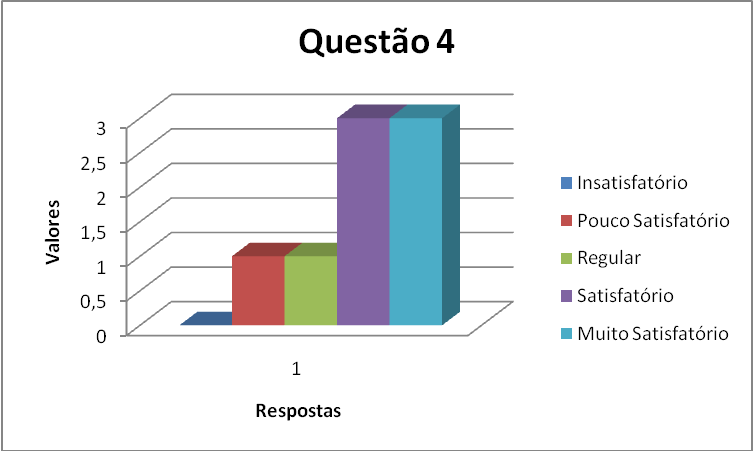 Questão 4
3
2,5
2
1,5
1
0,5
0
Valores
1
Respostas
Insatisfatório
Pouco Satisfatório
Regular
Satisfatório
Muito Satisfatório